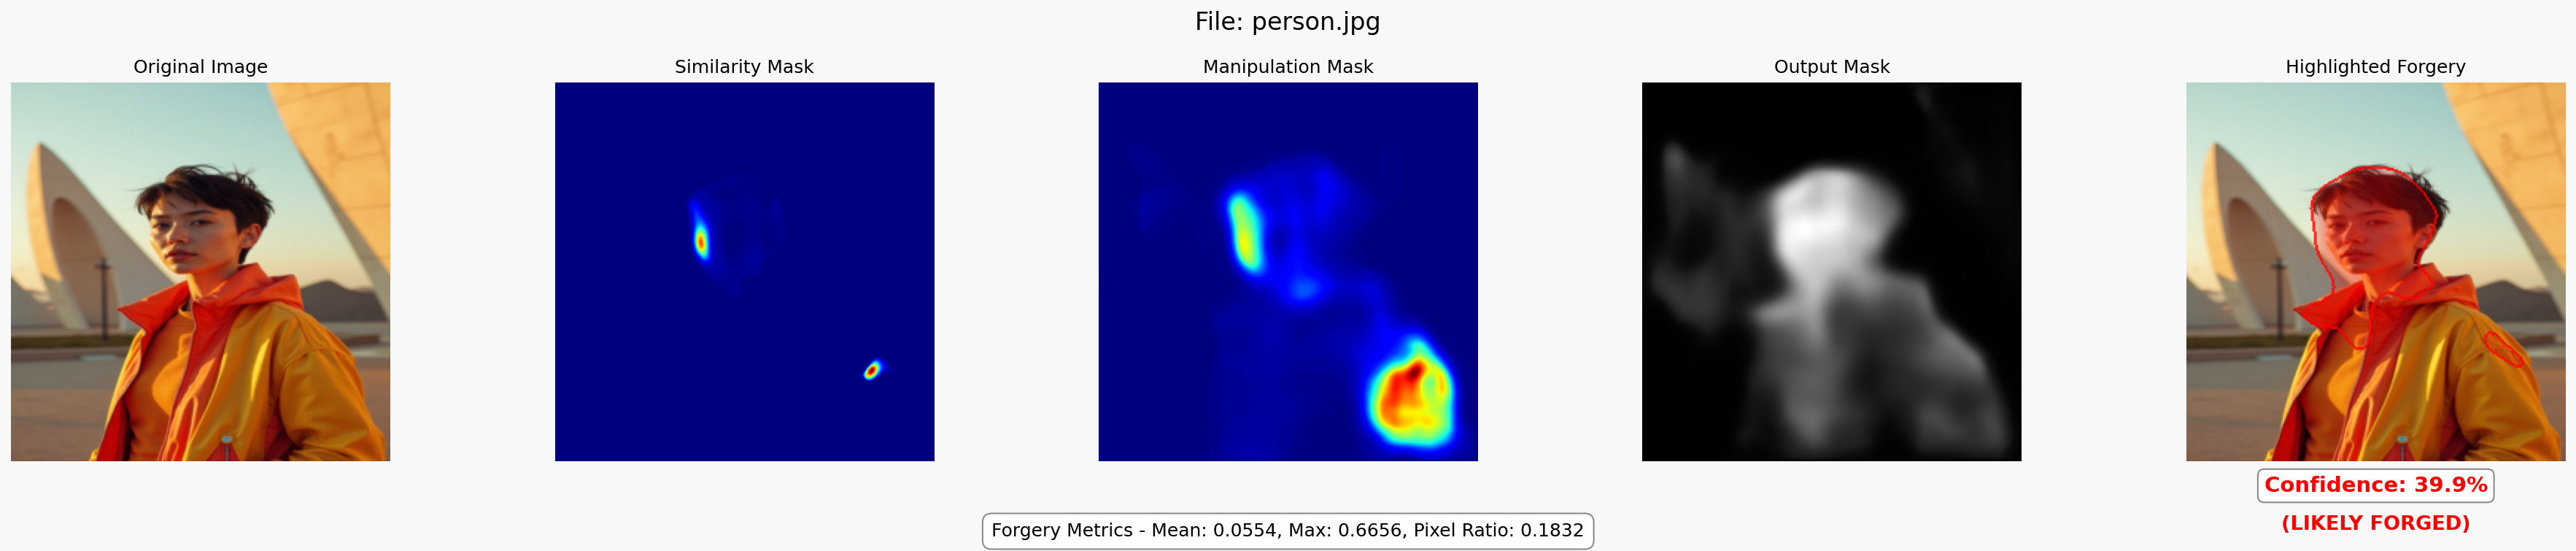 File: person.jpg
Original Image
Similarity Mask
Manipulation Mask
Output Mask
Highlighted Forgery
Confidence: 39.9%
(LIKELY FORGED)
Forgery Metrics - Mean: 0.0554, Max: 0.6656, Pixel Ratio: 0.1832